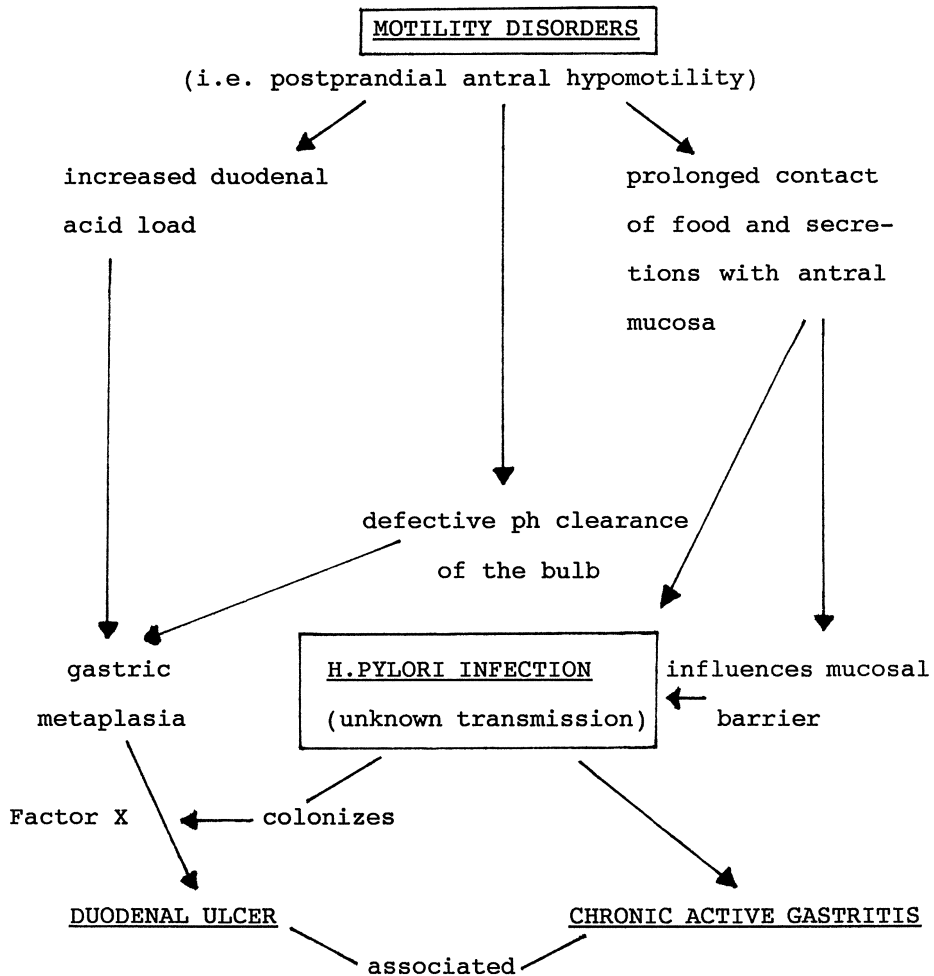 MOTILITY DISORDERS
(i.e. postprandial antral hypomotility)
increased duodenal
acid load
prolonged contact
of food and secre-
tions with antral
mucosa
defective ph clearance
of the bulb
gastric
metaplasia
H.PYLORI INFECTION
(unknown transmission)
influences mucosal
barrier
Factor X
colonizes
DUODENAL ULCER
CHRONIC ACTIVE GASTRITIS
associated